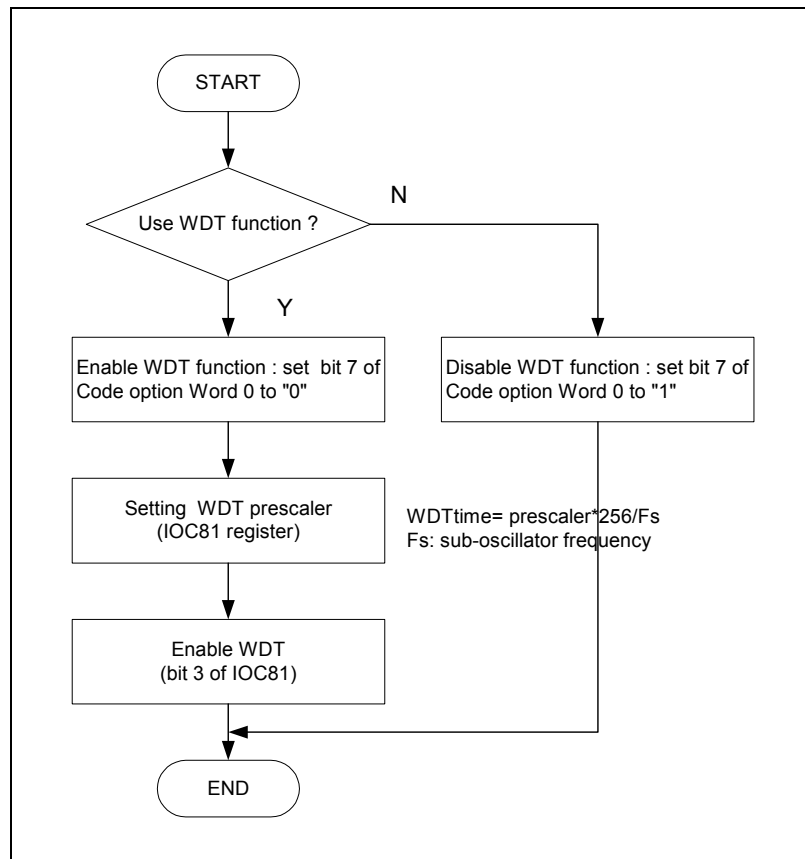 START
Use WDT function ?
N
Y
Enable WDT function : set bit 7 of
Code option Word 0 to "0"
Disable WDT function : set bit 7 of
Code option Word 0 to "1"
Setting WDT prescaler
(IOC81 register)
WDTtime= prescaler*256/Fs
Fs: sub-oscillator frequency
Enable WDT
(bit 3 of IOC81)
END